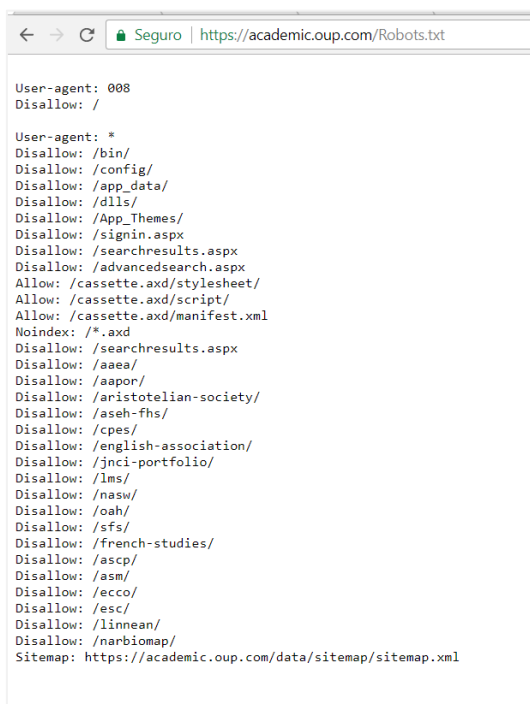 Seguro | https://academic.oup.com/Robots.txt
User-agent: 008
Disallow: /
User-agent: *
Disallow: /bin/
Disallow: /config/
Disallow: /app_data/
Disallow: /dlls/
Disallow: /App_Themes/
Disallow: /signin.aspx
Disallow: /searchresults.aspx
Disallow: /advancedsearch.aspx
Allow: /cassette.axd/stylesheet/
Allow: /cassette.axd/script/
Allow: /cassette.axd/manifest.xml
Noindex: /*.axd
Disallow: /searchresults.aspx
Disallow: /aaea/
Disallow: /aapor/
Disallow: /aristotelian-society/
Disallow: /aseh-fhs/
Disallow: /cpes/
Disallow: /english-association/
Disallow: /jnci-portfolio/
Disallow: /lms/
Disallow: /nasw/
Disallow: /oah/
Disallow: /sfs/
Disallow: /french-studies/
Disallow: /ascp/
Disallow: /asm/
Disallow: /ecco/
Disallow: /esc/
Disallow: /linnean/
Disallow: /narbiomap/
Sitemap: https://academic.oup.com/data/sitemap/sitemap.xml